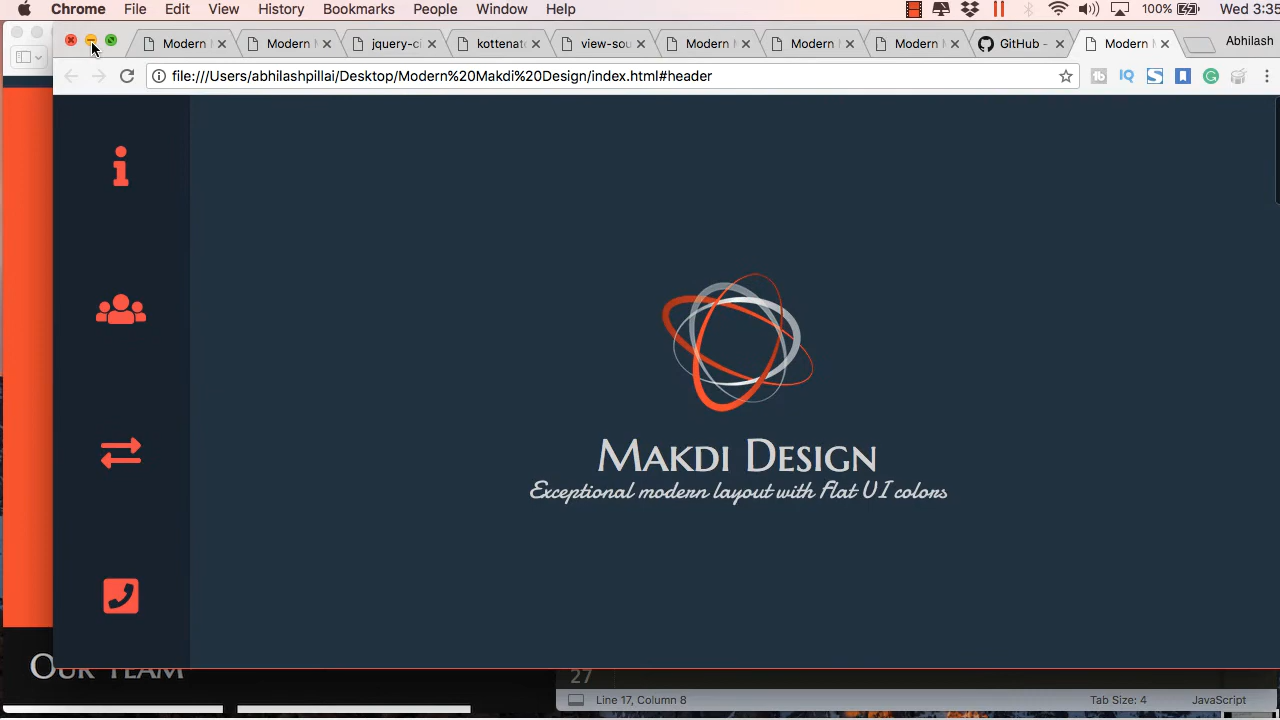 Chrome File Edit View History Bookmarks People Window Help 100% Wed 3:35
Modern Modern jquery-c kotten view-sou Modern Modern Modern GitHub - Modern Abhilash
file:///Users/abhilashpillai/Desktop/Modern%20Makdi%20Design/index.html#header
IQ
Makdi Design
Exceptional modern layout with Flat UI colors
Our Team
27
Line 17, Column 8 Tab Size: 4 JavaScript